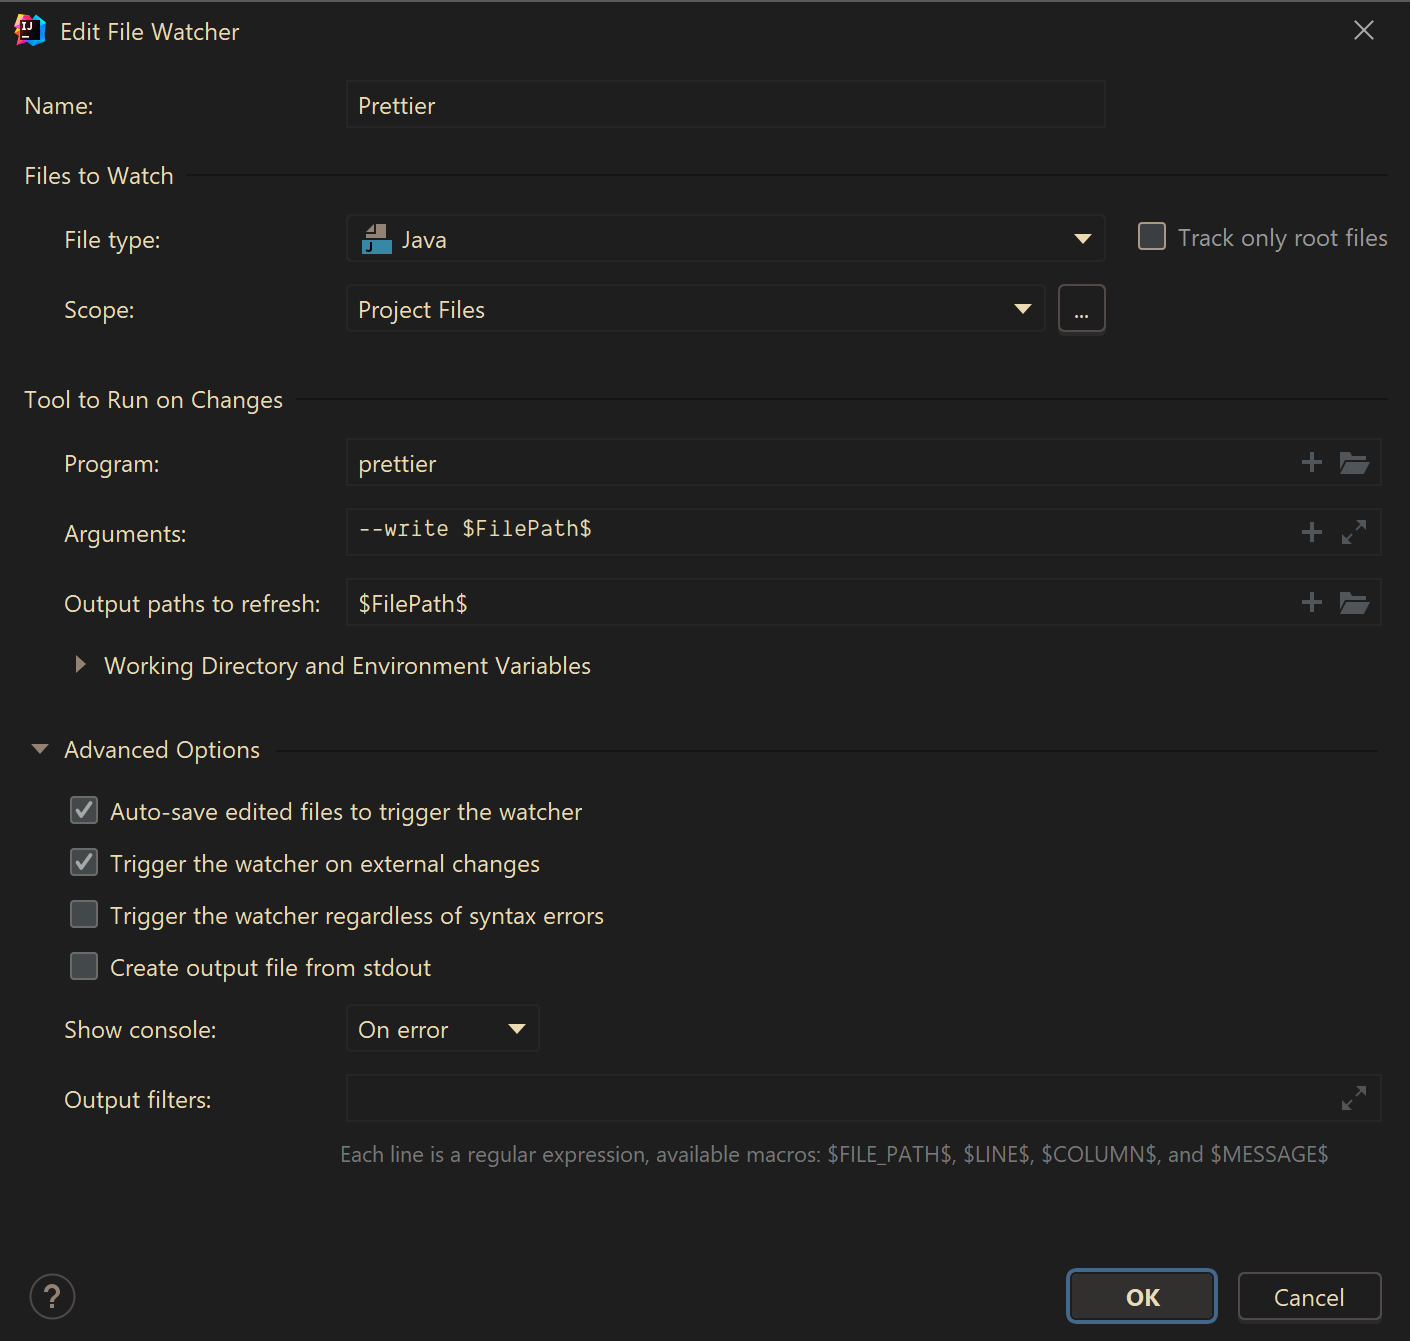 IJ
Edit File Watcher
Name: Prettier
Files to Watch
File type: J Java Track only root files
Scope: Project Files ...
Tool to Run on Changes
Program: prettier
Arguments: --write $FilePath$
Output paths to refresh: $FilePath$
Working Directory and Environment Variables
Advanced Options
Auto-save edited files to trigger the watcher
Trigger the watcher on external changes
Trigger the watcher regardless of syntax errors
Create output file from stdout
Show console: On error
Output filters:
Each line is a regular expression, available macros: $FILE_PATH$, $LINE$, $COLUMN$, and $MESSAGE$
? OK Cancel